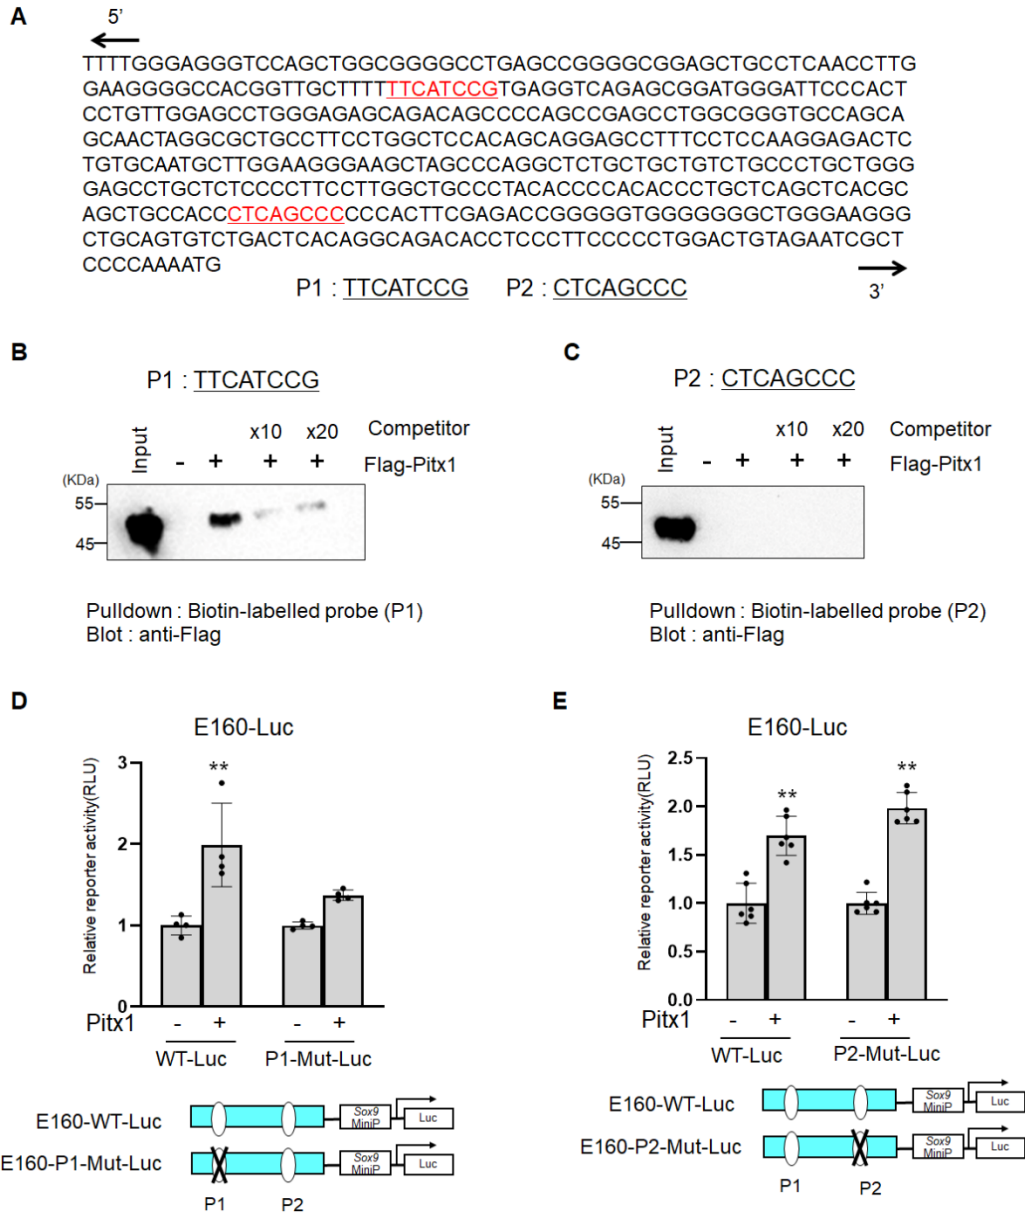 A
5’
TTTTGGGAGGGTCCAGCTGGCGGGGCCTGAGCCGGGGCGGAGCTGCCTCAACCTTG
GAAGGGGCCACGGTTGCTTTTTTCATCCGTGAGGTCAGAGCGGATGGGATTCCCACT
CCTGTTGGAGCCTGGGAGAGCAGACAGCCCCAGCCGAGCCTGGCGGGTGCCAGCA
GCAACTAGGCGCTGCCTTCCTGGCTCCACAGCAGGAGCCTTTCCTCCAAGGAGACTC
TGTGCAATGCTTGGAAGGGAAGCTAGCCCAGGCTCTGCTGCTGTCTGCCCTGCTGGG
GAGCCTGCTCTCCCCTTCCTTGGCTGCCCTACACCCCACACCCTGCTCAGCTCACGC
AGCTGCCACCCTCAGCCCCCCACTTCGAGACCGGGGGTGGGGGGGCTGGGAAGGG
CTGCAGTGTCTGACTCACAGGCAGACACCTCCCTTCCCCCTGGACTGTAGAATCGCT
CCCCAAAATG
3’
P1 : TTCATCCG P2 : CTCAGCCC
B
P1 : TTCATCCG
Input
x10 x20 Competitor
- + + + Flag-Pitx1
(KDa)
55
45
Pulldown : Biotin-labelled probe (P1)
Blot : anti-Flag
C
P2 : CTCAGCCC
Input
x10 x20 Competitor
- + + + Flag-Pitx1
(KDa)
55
45
Pulldown : Biotin-labelled probe (P2)
Blot : anti-Flag
D
E160-Luc
Relative reporter activity(RLU)
3
2
1
0
**
Pitx1 - + - +
WT-Luc P1-Mut-Luc
E160-WT-Luc Sox9 MiniP Luc
E160-P1-Mut-Luc Sox9 MiniP Luc
P1 P2
E
E160-Luc
Relative reporter activity(RLU)
2.5
2.0
1.5
1.0
0.5
0.0
** **
Pitx1 - + - +
WT-Luc P2-Mut-Luc
E160-WT-Luc Sox9 MiniP Luc
E160-P2-Mut-Luc Sox9 MiniP Luc
P1 P2